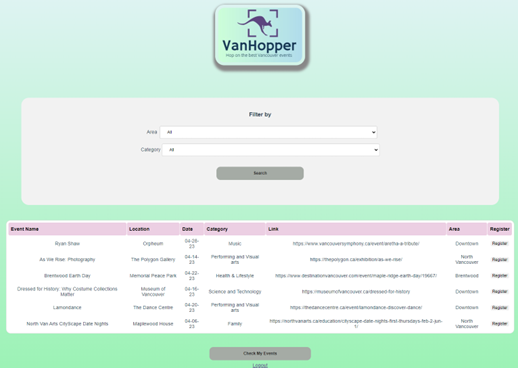 VanHopper
Hop on the best Vancouver events
Filter by
Area All
Category All
Search
Event Name Location Date Category Link Area Register
Ryan Shaw Orpheum 04-28-23 Music https://www.vancouversymphony.ca/event/aretha-a-tribute/ Downtown Register
As We Rise: Photography The Polygon Gallery 04-14-23 Performing and Visual arts https://thepolygon.ca/exhibition/as-we-rise/ North Vancouver Register
Brentwood Earth Day Memorial Peace Park 04-22-23 Health & Lifestyle https://www.destinationvancouver.com/event/maple-ridge-earth-day/15667/ Brentwood Register
Dressed for History: Why Costume Collections Matter Museum of Vancouver 04-16-23 Science and Technology https://museumofvancouver.ca/dressed-for-history Downtown Register
Lamondance The Dance Centre 04-20-23 Performing and Visual arts https://thedancecentre.ca/event/lamondance-discover-dance/ Downtown Register
North Van Arts CityScape Date Nights Maplewood House 04-06-23 Family https://northvanarts.ca/education/cityscape-date-nights-first-thursdays-feb-2-jun-1/ North Vancouver Register
Check My Events
Logout